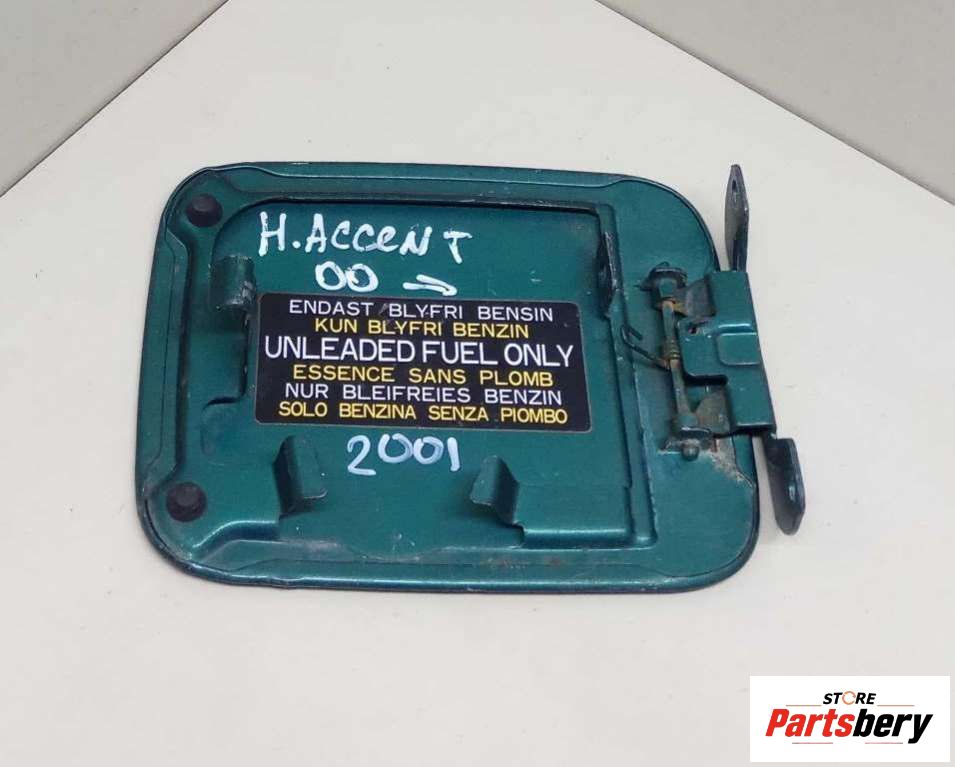 H. ACCENT
00 →
ENDAST BLYFRI BENSIN
KUN BLYFRI BENZIN
UNLEADED FUEL ONLY
ESSENCE SANS PLOMB
NUR BLEIFREIES BENZIN
SOLO BENZINA SENZA PIOMBO
2001
STORE
Partsbery